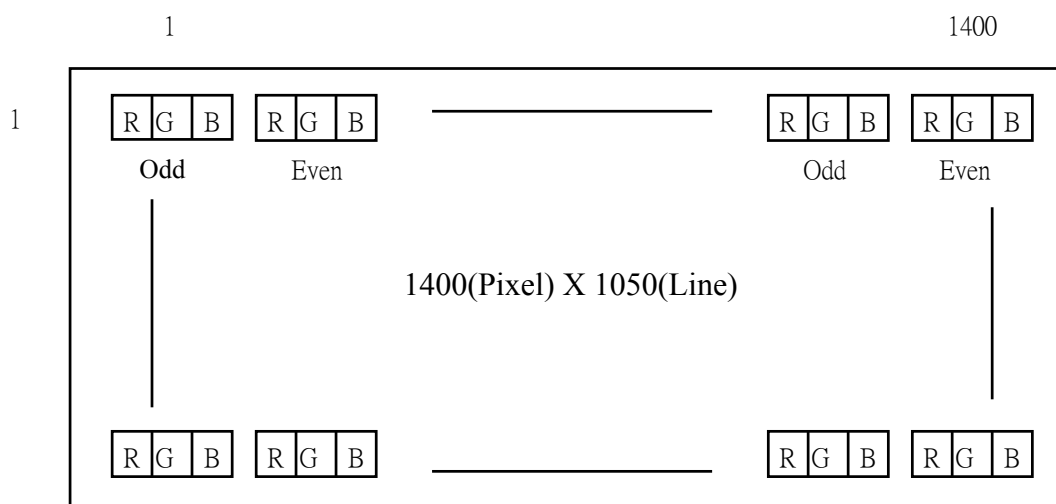 1 1400
1 R G B R G B R G B R G B
Odd Even Odd Even
1400(Pixel) X 1050(Line)
R G B R G B R G B R G B